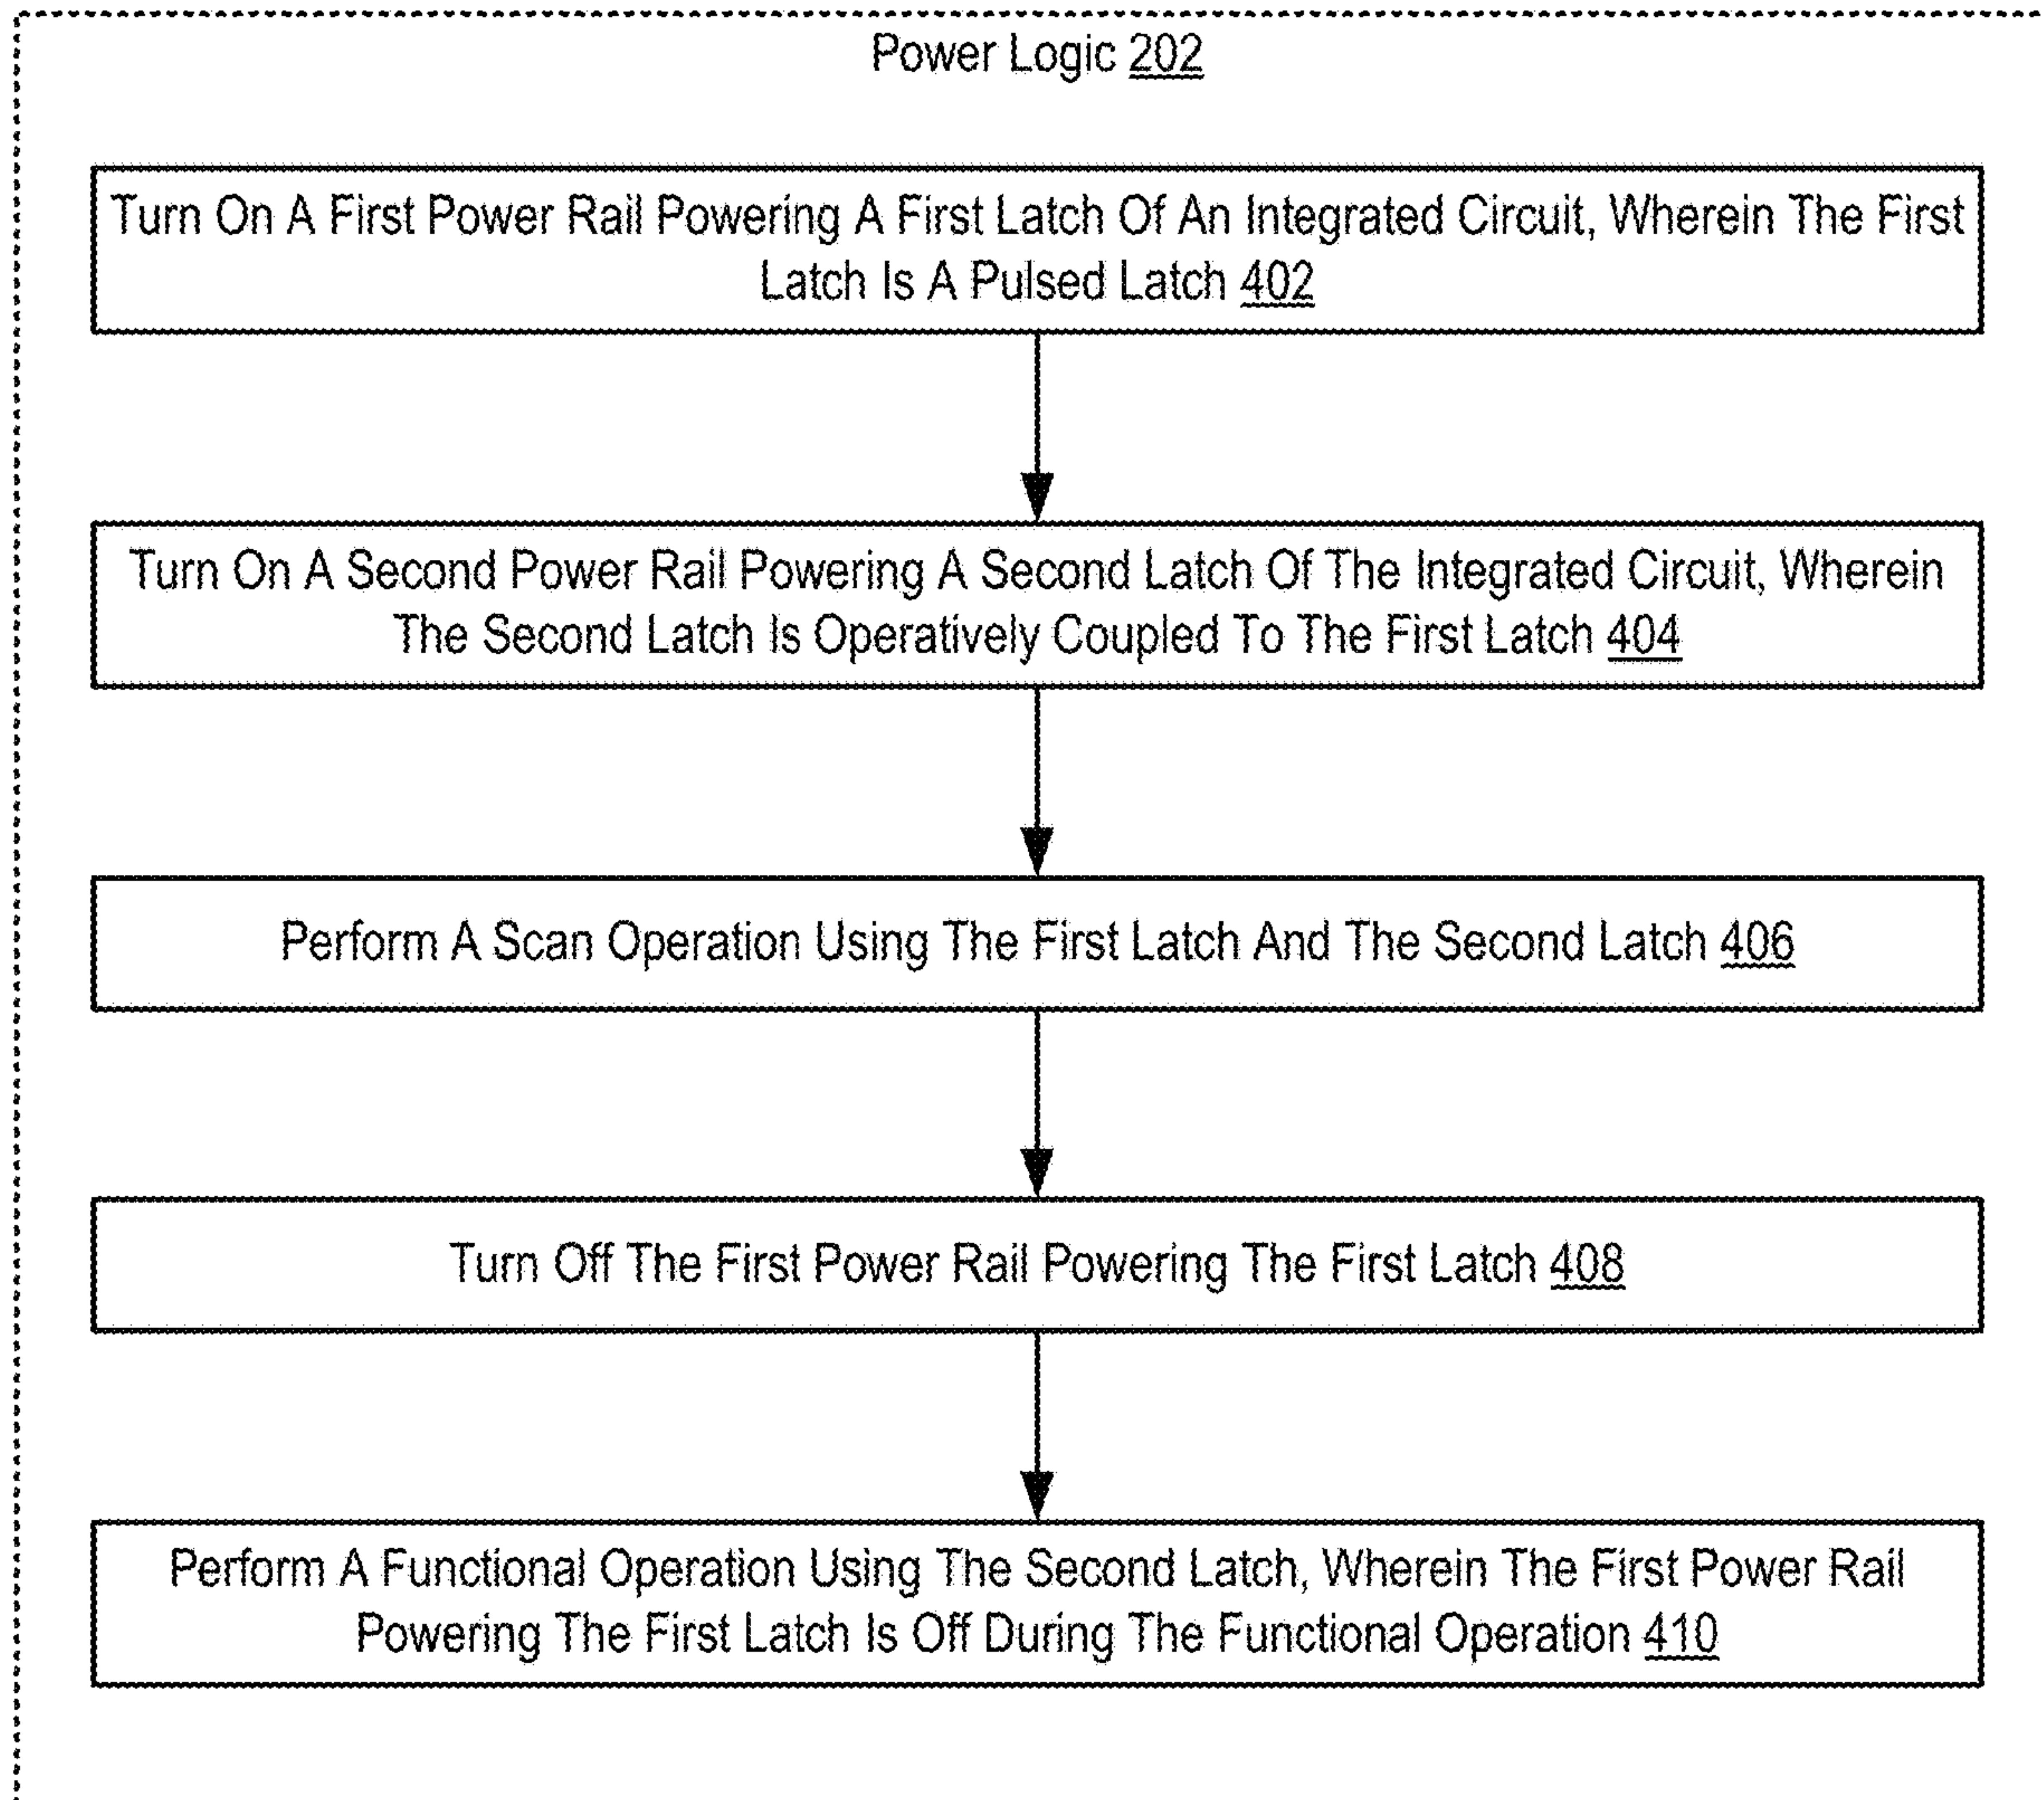 Power Logic 202
Turn On A First Power Rail Powering A First Latch Of An Integrated Circuit, Wherein The First
Latch Is A Pulsed Latch 402
Turn On A Second Power Rail Powering A Second Latch Of The Integrated Circuit, Wherein
The Second Latch Is Operatively Coupled To The First Latch 404
Perform A Scan Operation Using The First Latch And The Second Latch 406
Turn Off The First Power Rail Powering The First Latch 408
Perform A Functional Operation Using The Second Latch, Wherein The First Power Rail
Powering The First Latch Is Off During The Functional Operation 410